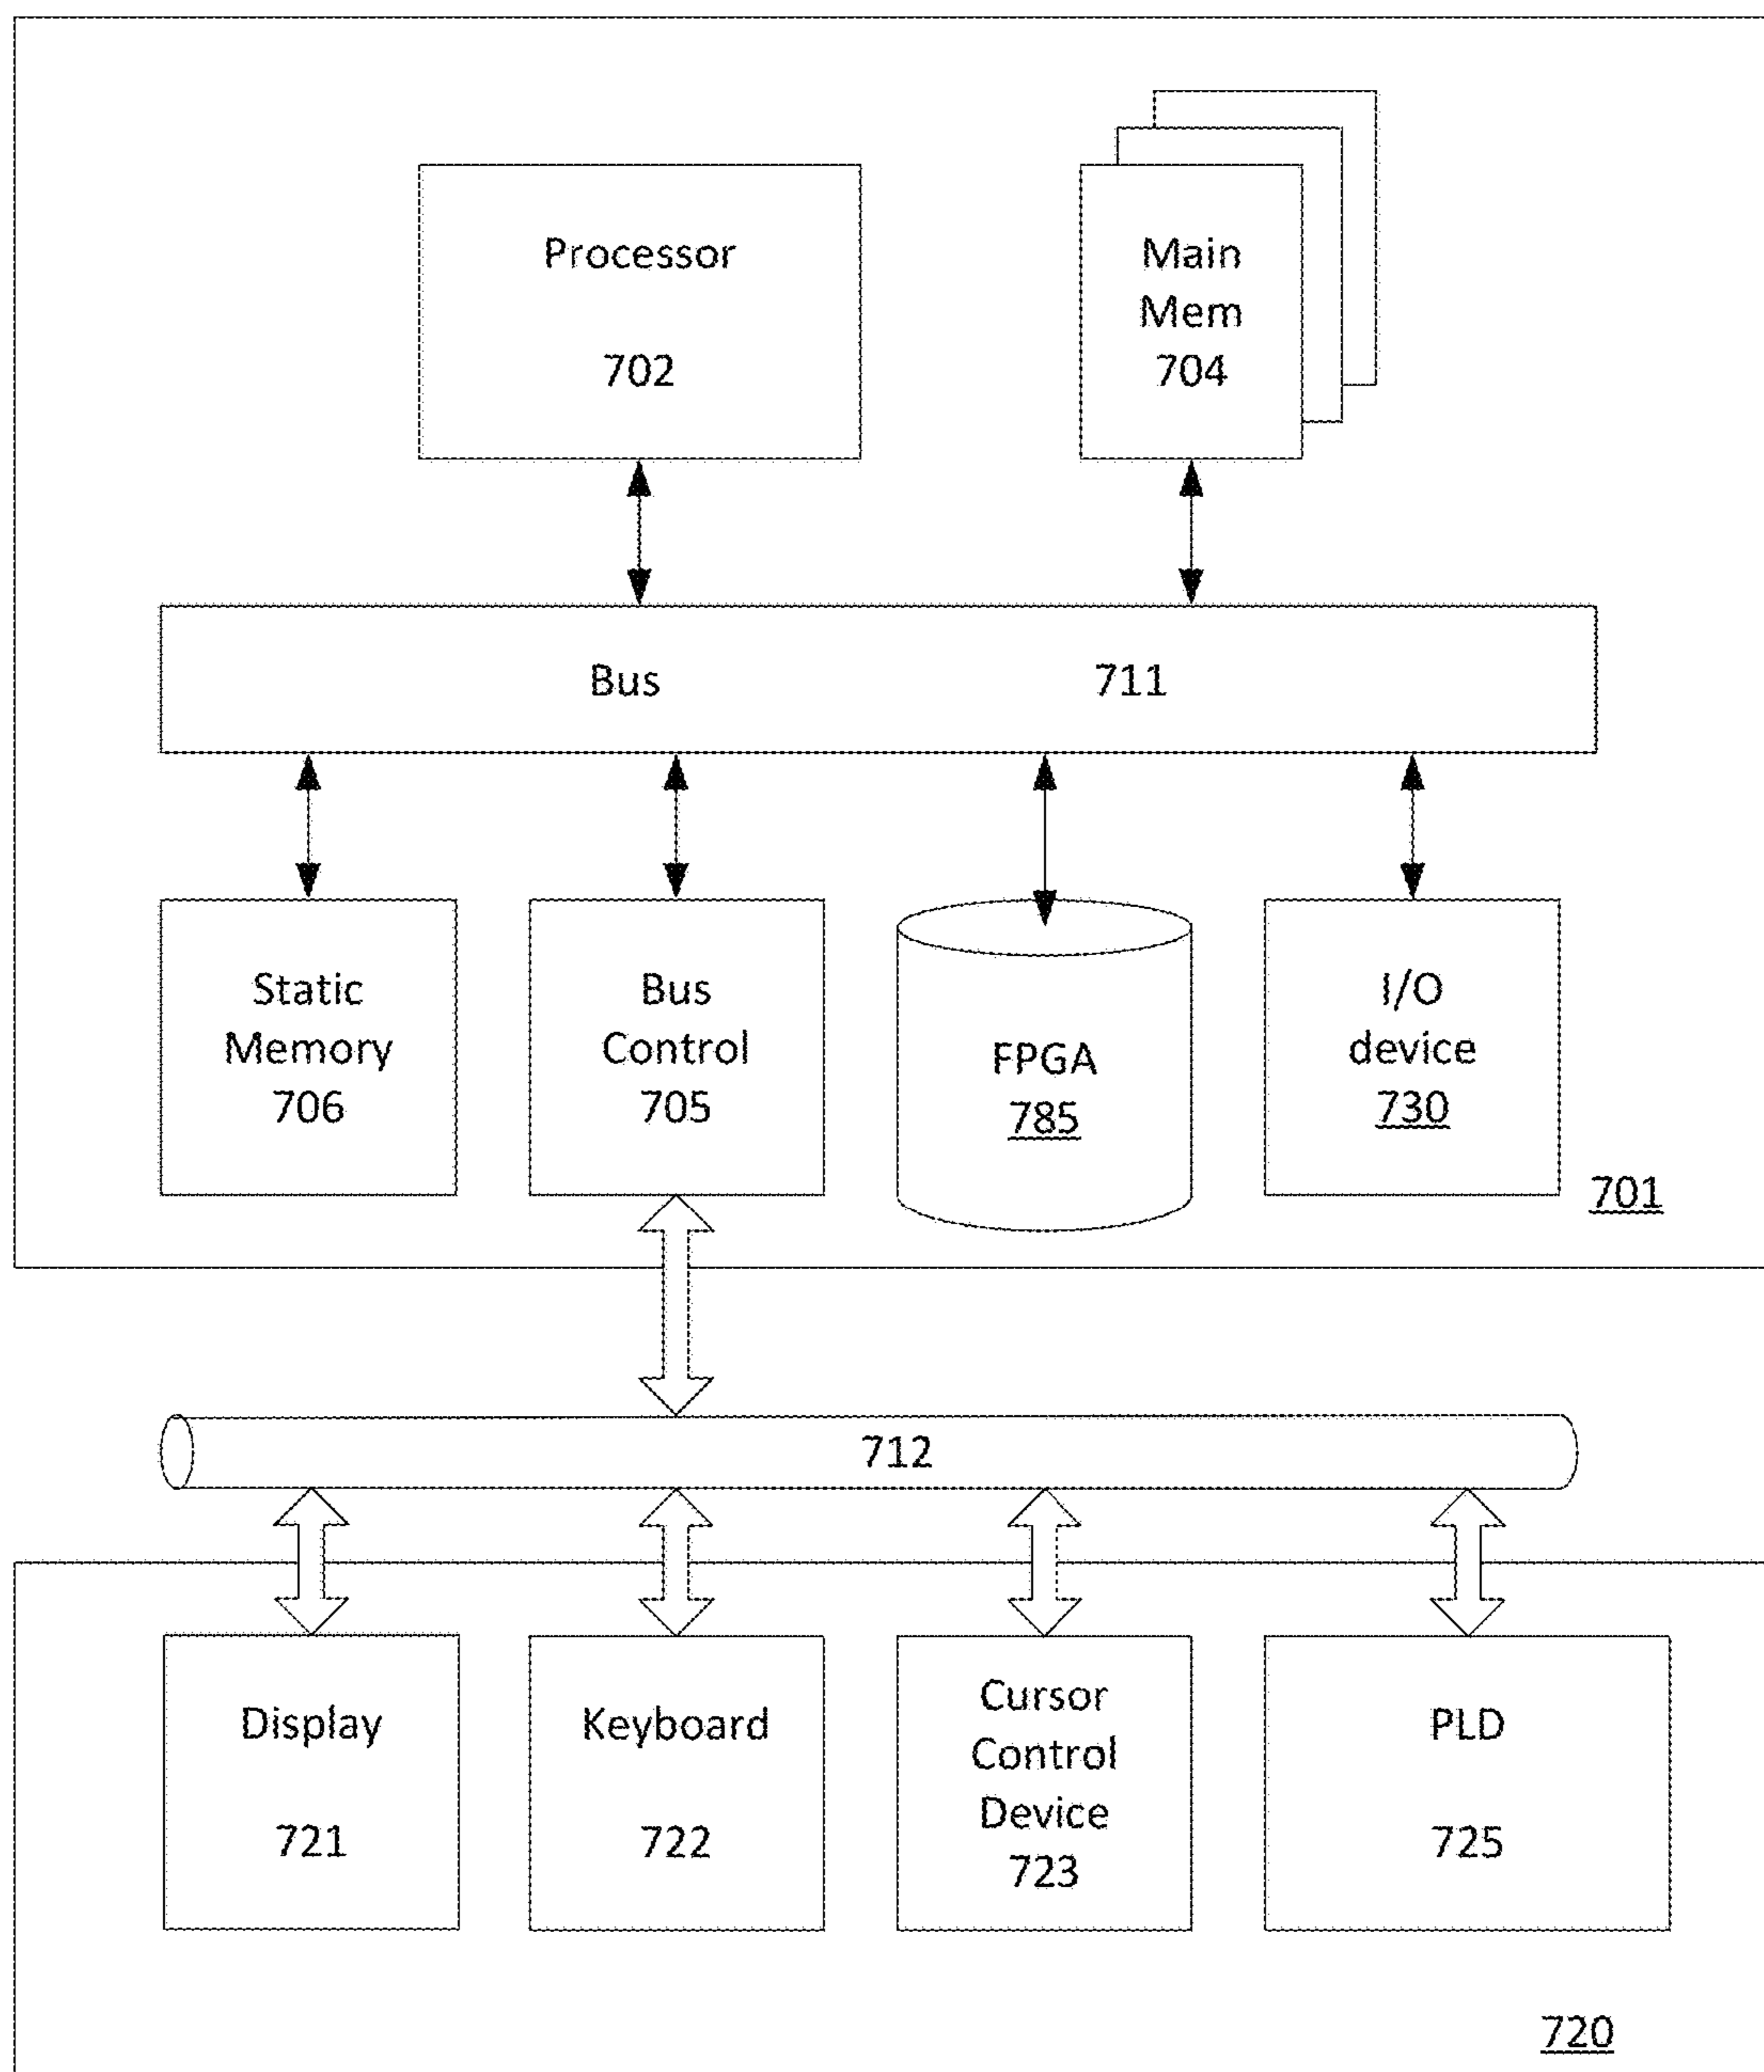 Processor
702
Main
Mem
704
Bus 711
Static
Memory
706
Bus
Control
705
FPGA
785
I/O
device
730
701
712
Display
721
Keyboard
722
Cursor
Control
Device
723
PLD
725
720